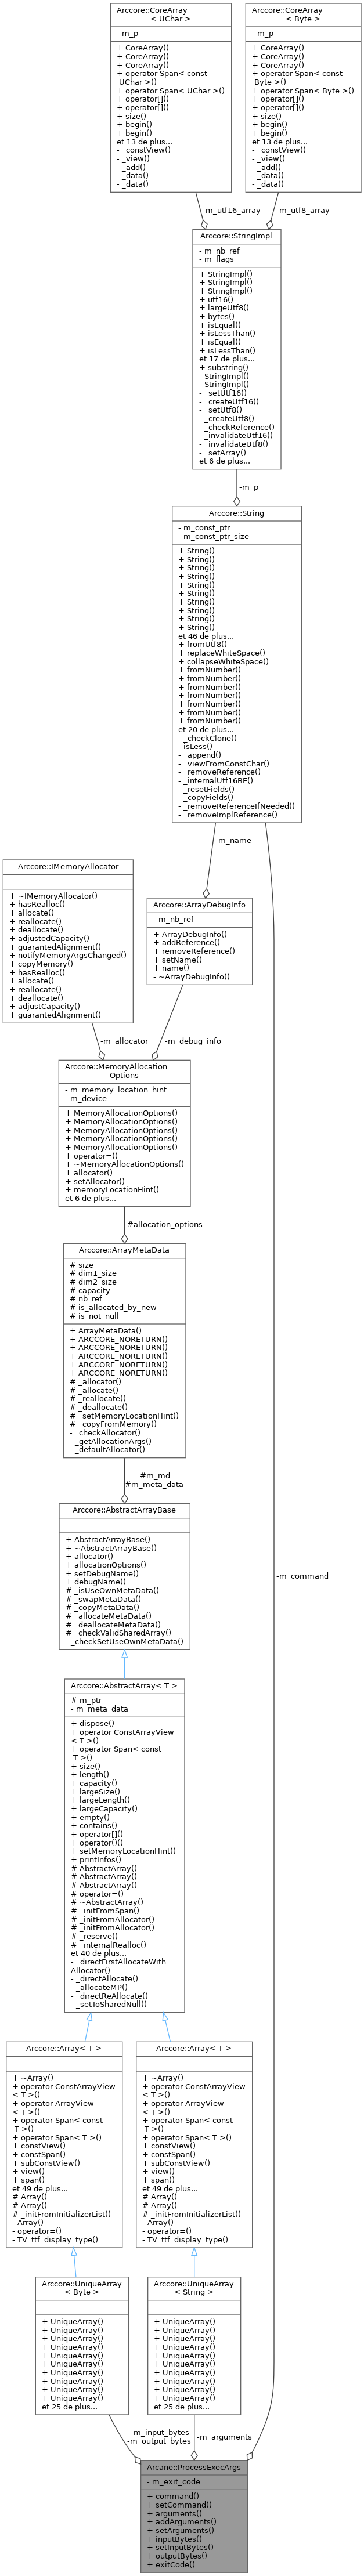 Arccore::CoreArray
< UChar >
- m_p
+ CoreArray()
+ CoreArray()
+ CoreArray()
+ operator Span< const
UChar >()
+ operator Span< UChar >()
+ operator[]()
+ operator[]()
+ size()
+ begin()
+ begin()
et 13 de plus...
- _constView()
- _view()
- _add()
- _data()
- _data()
Arccore::CoreArray
< Byte >
- m_p
+ CoreArray()
+ CoreArray()
+ CoreArray()
+ operator Span< const
Byte >()
+ operator Span< Byte >()
+ operator[]()
+ operator[]()
+ size()
+ begin()
+ begin()
et 13 de plus...
- _constView()
- _view()
- _add()
- _data()
- _data()
-m_utf16_array
-m_utf8_array
Arccore::StringImpl
- m_nb_ref
- m_flags
+ StringImpl()
+ StringImpl()
+ StringImpl()
+ utf16()
+ largeUtf8()
+ bytes()
+ isEqual()
+ isLessThan()
+ isEqual()
+ isLessThan()
et 17 de plus...
+ substring()
- StringImpl()
- StringImpl()
- _setUtf16()
- _createUtf16()
- _setUtf8()
- _createUtf8()
- _checkReference()
- _invalidateUtf16()
- _invalidateUtf8()
- _setArray()
et 6 de plus...
-m_p
Arccore::String
- m_const_ptr
- m_const_ptr_size
+ String()
+ String()
+ String()
+ String()
+ String()
+ String()
+ String()
+ String()
+ String()
+ String()
et 46 de plus...
+ fromUtf8()
+ replaceWhiteSpace()
+ collapseWhiteSpace()
+ fromNumber()
+ fromNumber()
+ fromNumber()
+ fromNumber()
+ fromNumber()
+ fromNumber()
+ fromNumber()
et 20 de plus...
- _checkClone()
- isLess()
- _append()
- _viewFromConstChar()
- _removeReference()
- _internalUtf16BE()
- _resetFields()
- _copyFields()
- _removeReferenceIfNeeded()
- _removeImplReference()
-m_name
Arccore::IMemoryAllocator
+ ~IMemoryAllocator()
+ hasRealloc()
+ allocate()
+ reallocate()
+ deallocate()
+ adjustedCapacity()
+ guarantedAlignment()
+ notifyMemoryArgsChanged()
+ copyMemory()
+ hasRealloc()
+ allocate()
+ reallocate()
+ deallocate()
+ adjustCapacity()
+ guarantedAlignment()
Arccore::ArrayDebugInfo
- m_nb_ref
+ ArrayDebugInfo()
+ addReference()
+ removeReference()
+ setName()
+ name()
- ~ArrayDebugInfo()
-m_allocator
-m_debug_info
Arccore::MemoryAllocation
Options
- m_memory_location_hint
- m_device
+ MemoryAllocationOptions()
+ MemoryAllocationOptions()
+ MemoryAllocationOptions()
+ MemoryAllocationOptions()
+ MemoryAllocationOptions()
+ operator=()
+ ~MemoryAllocationOptions()
+ allocator()
+ setAllocator()
+ memoryLocationHint()
et 6 de plus...
#allocation_options
Arccore::ArrayMetaData
# size
# dim1_size
# dim2_size
# capacity
# nb_ref
# is_allocated_by_new
# is_not_null
+ ArrayMetaData()
+ ARCCORE_NORETURN()
+ ARCCORE_NORETURN()
+ ARCCORE_NORETURN()
+ ARCCORE_NORETURN()
+ ARCCORE_NORETURN()
# _allocator()
# _allocate()
# _reallocate()
# _deallocate()
# _setMemoryLocationHint()
# _copyFromMemory()
- _checkAllocator()
- _getAllocationArgs()
- _defaultAllocator()
#m_md
#m_meta_data
-m_command
Arccore::AbstractArrayBase
+ AbstractArrayBase()
+ ~AbstractArrayBase()
+ allocator()
+ allocationOptions()
+ setDebugName()
+ debugName()
# _isUseOwnMetaData()
# _swapMetaData()
# _copyMetaData()
# _allocateMetaData()
# _deallocateMetaData()
# _checkValidSharedArray()
- _checkSetUseOwnMetaData()
Arccore::AbstractArray< T >
# m_ptr
- m_meta_data
+ dispose()
+ operator ConstArrayView
< T >()
+ operator Span< const
T >()
+ size()
+ length()
+ capacity()
+ largeSize()
+ largeLength()
+ largeCapacity()
+ empty()
+ contains()
+ operator[]()
+ operator()()
+ setMemoryLocationHint()
+ printInfos()
# AbstractArray()
# AbstractArray()
# AbstractArray()
# operator=()
# ~AbstractArray()
# _initFromSpan()
# _initFromAllocator()
# _initFromAllocator()
# _reserve()
# _internalRealloc()
et 40 de plus...
- _directFirstAllocateWith
Allocator()
- _directAllocate()
- _allocateMP()
- _directReAllocate()
- _setToSharedNull()
Arccore::Array< T >
+ ~Array()
+ operator ConstArrayView
< T >()
+ operator ArrayView
< T >()
+ operator Span< const
T >()
+ operator Span< T >()
+ constView()
+ constSpan()
+ subConstView()
+ view()
+ span()
et 49 de plus...
# Array()
# Array()
# _initFromInitializerList()
- Array()
- operator=()
- TV_ttf_display_type()
Arccore::Array< T >
+ ~Array()
+ operator ConstArrayView
< T >()
+ operator ArrayView
< T >()
+ operator Span< const
T >()
+ operator Span< T >()
+ constView()
+ constSpan()
+ subConstView()
+ view()
+ span()
et 49 de plus...
# Array()
# Array()
# _initFromInitializerList()
- Array()
- operator=()
- TV_ttf_display_type()
Arccore::UniqueArray
< Byte >
+ UniqueArray()
+ UniqueArray()
+ UniqueArray()
+ UniqueArray()
+ UniqueArray()
+ UniqueArray()
+ UniqueArray()
+ UniqueArray()
+ UniqueArray()
+ UniqueArray()
et 25 de plus...
Arccore::UniqueArray
< String >
+ UniqueArray()
+ UniqueArray()
+ UniqueArray()
+ UniqueArray()
+ UniqueArray()
+ UniqueArray()
+ UniqueArray()
+ UniqueArray()
+ UniqueArray()
+ UniqueArray()
et 25 de plus...
-m_input_bytes
-m_output_bytes
-m_arguments
Arcane::ProcessExecArgs
- m_exit_code
+ command()
+ setCommand()
+ arguments()
+ addArguments()
+ setArguments()
+ inputBytes()
+ setInputBytes()
+ outputBytes()
+ exitCode()